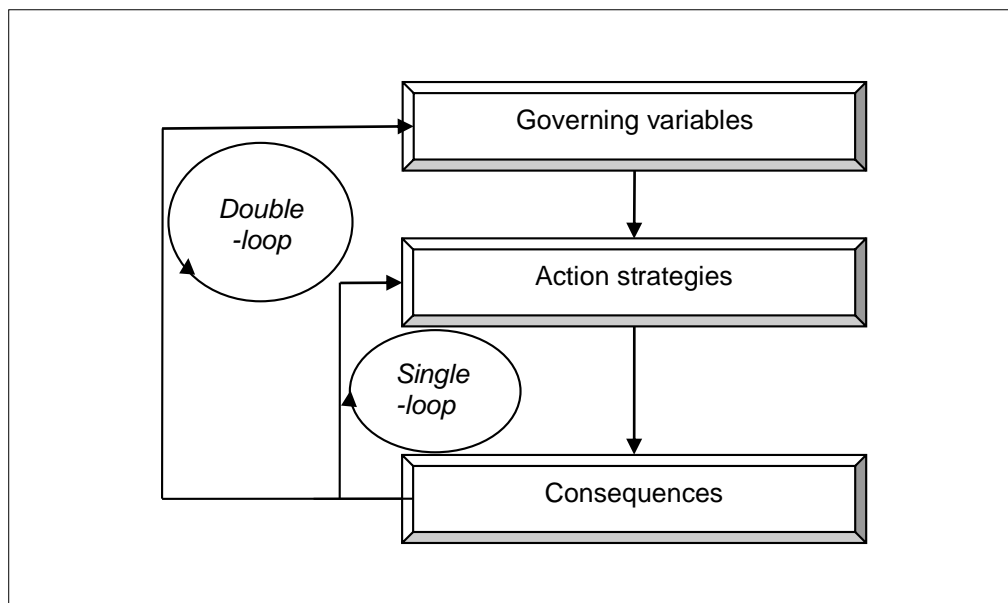 Governing variables
Double
-loop
Action strategies
Single
-loop
Consequences